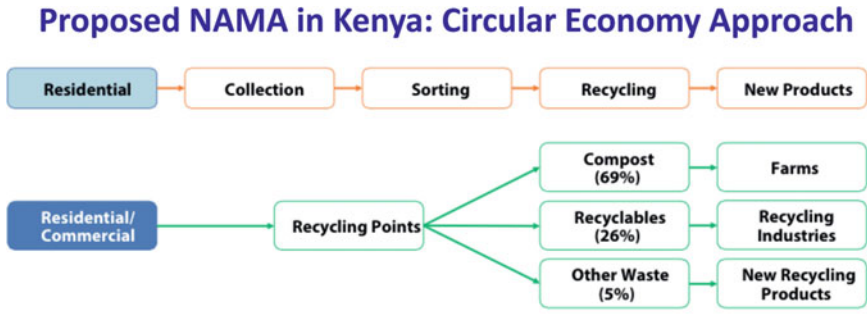 Proposed NAMA in Kenya: Circular Economy Approach
Residential
Collection
Sorting
Recycling
New Products
Residential/
Commercial
Recycling Points
Compost
(69%)
Farms
Recyclables
(26%)
Recycling
Industries
Other Waste
(5%)
New Recycling
Products